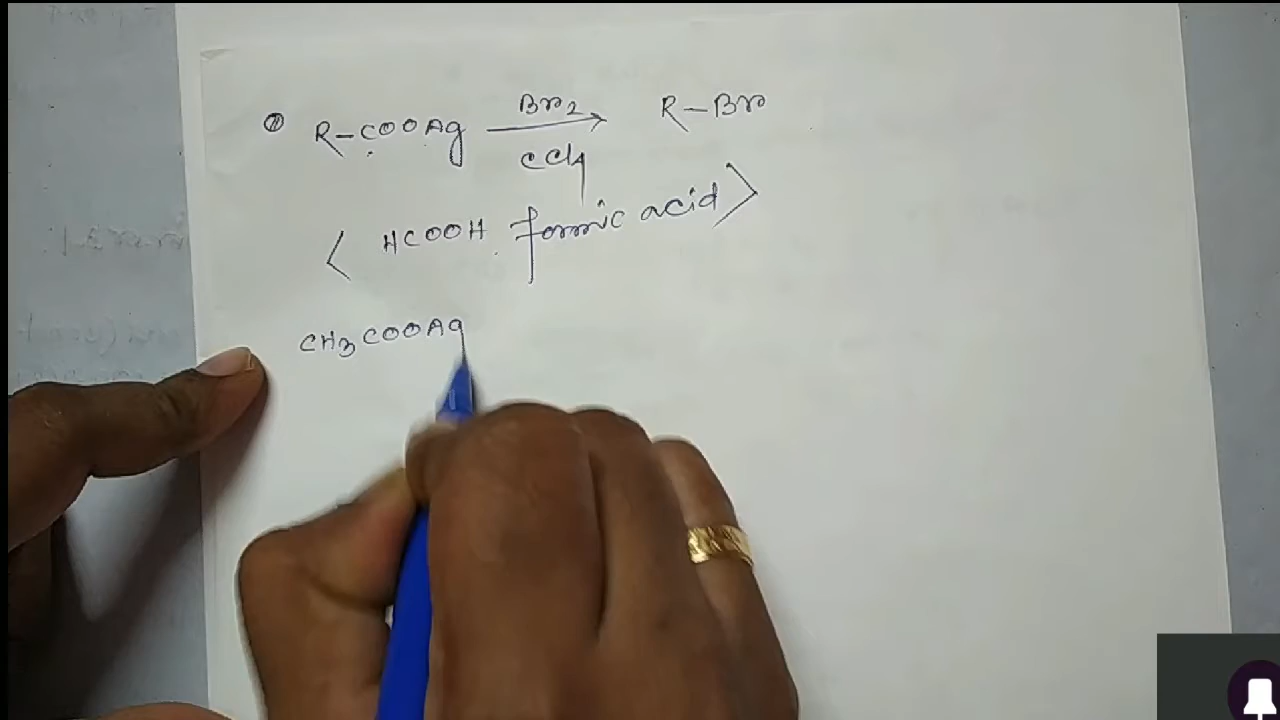 ① R-COOAg Br2 CCl4 → R-Br
< HCOOH formic acid >
CH3COOAg